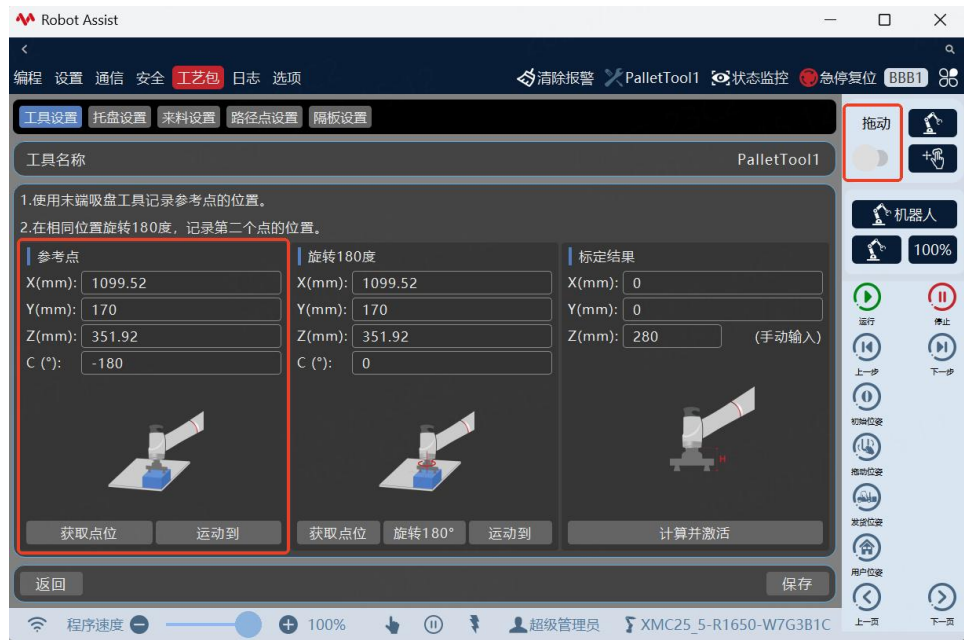 Robot Assist
编程 设置 通信 安全 工艺包 日志 选项 清除报警 PalletTool1 状态监控 急停复位 BBB1
工具设置 托盘设置 来料设置 路径点设置 隔板设置
拖动
工具名称 PalletTool1
1.使用末端吸盘工具记录参考点的位置。
2.在相同位置旋转180度，记录第二个点的位置。
机器人
100%
参考点 旋转180度 标定结果
X(mm): 1099.52 X(mm): 1099.52 X(mm): 0
Y(mm): 170 Y(mm): 170 Y(mm): 0
Z(mm): 351.92 Z(mm): 351.92 Z(mm): 280 (手动输入)
C (°): -180 C (°): 0
H
获取点位 运动到 获取点位 旋转180° 运动到 计算并激活
运行 停止
上一步 下一步
初始位姿
拖动位姿
发货位姿
用户位姿
上一页 下一页
返回 保存
程序速度 100% 超级管理员 XMC25_5-R1650-W7G3B1C